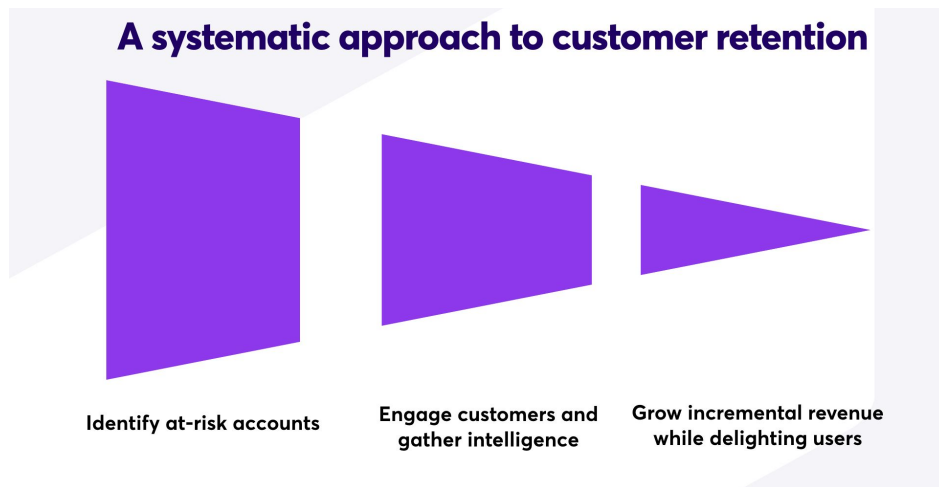 A systematic approach to customer retention
Identify at-risk accounts
Engage customers and
gather intelligence
Grow incremental revenue
while delighting users